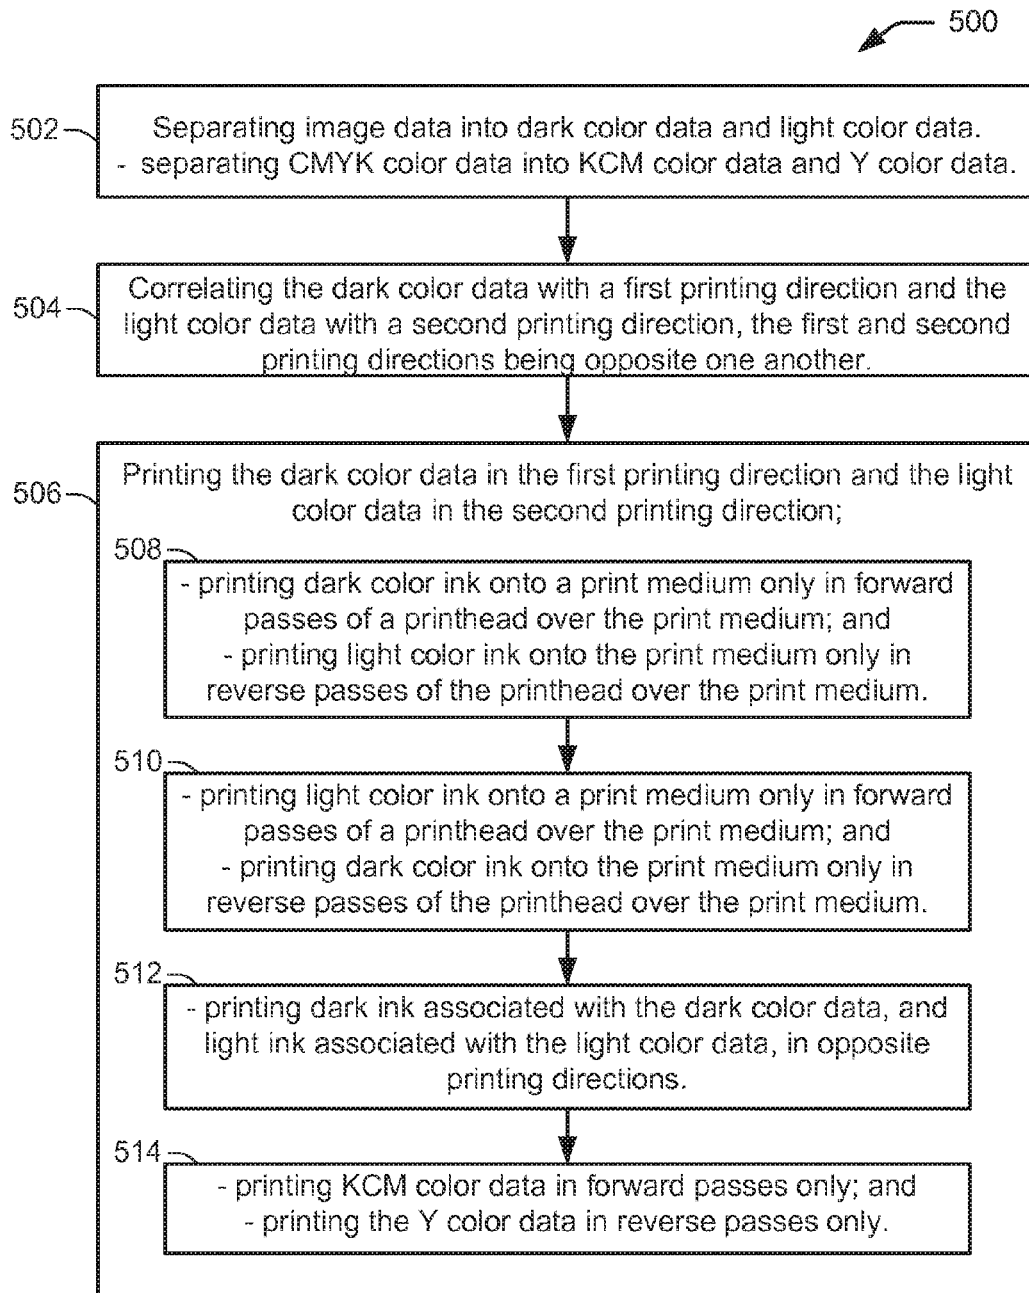 500
502
Separating image data into dark color data and light color data.
- separating CMYK color data into KCM color data and Y color data.
504
Correlating the dark color data with a first printing direction and the
light color data with a second printing direction, the first and second
printing directions being opposite one another.
506
Printing the dark color data in the first printing direction and the light
color data in the second printing direction;
508
- printing dark color ink onto a print medium only in forward
passes of a printhead over the print medium; and
- printing light color ink onto the print medium only in
reverse passes of the printhead over the print medium.
510
- printing light color ink onto a print medium only in forward
passes of a printhead over the print medium; and
- printing dark color ink onto the print medium only in
reverse passes of the printhead over the print medium.
512
- printing dark ink associated with the dark color data, and
light ink associated with the light color data, in opposite
printing directions.
514
- printing KCM color data in forward passes only; and
- printing the Y color data in reverse passes only.